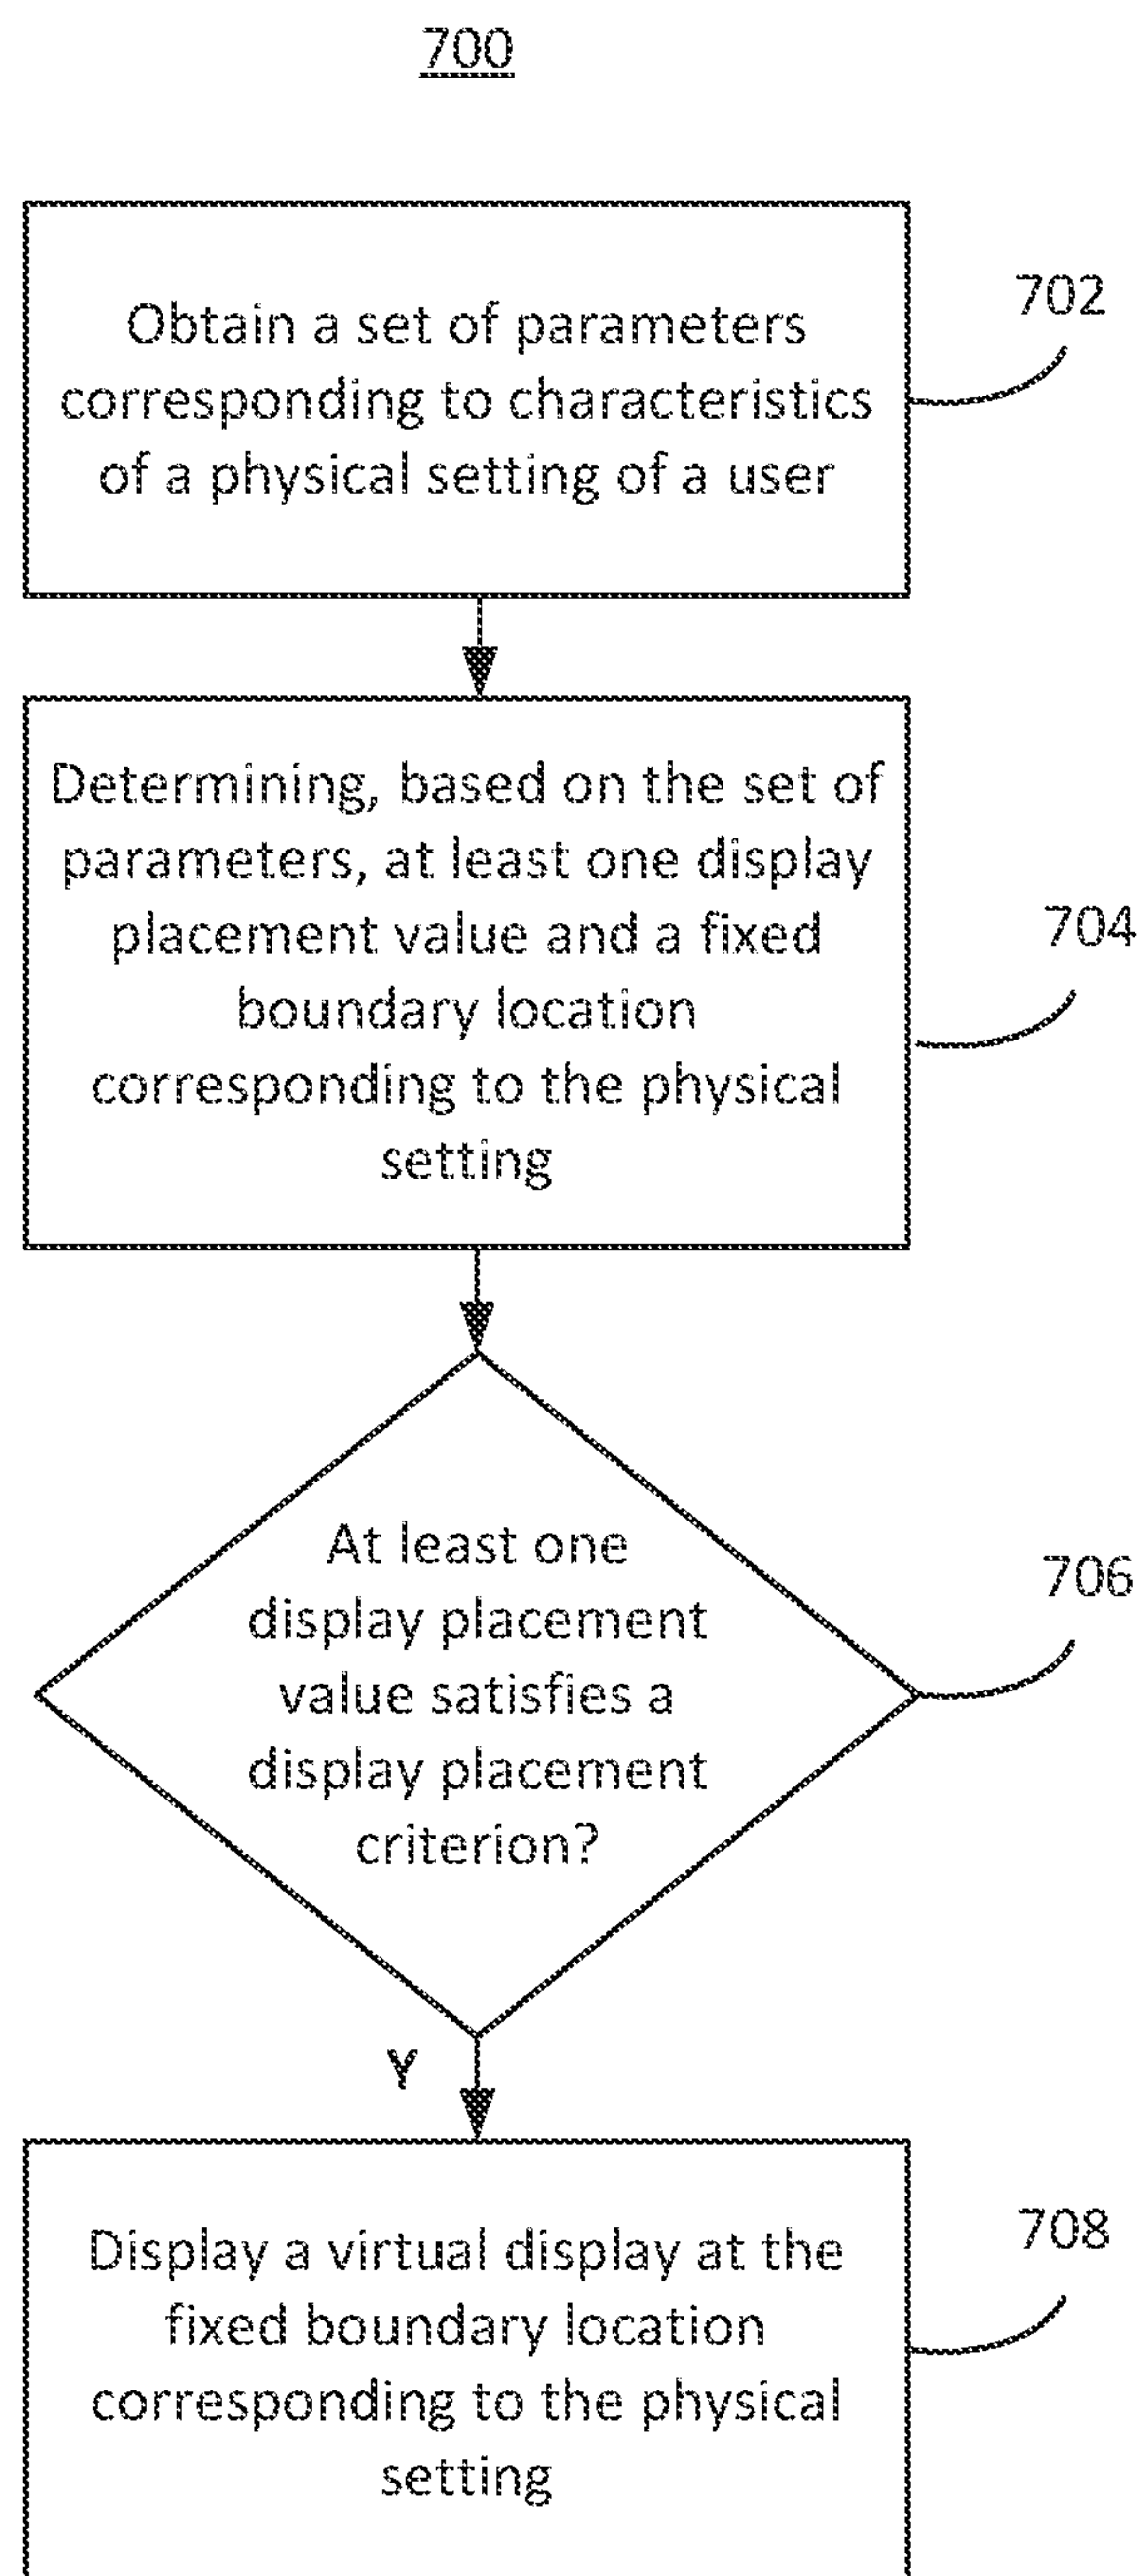 700
Obtain a set of parameters
corresponding to characteristics
of a physical setting of a user
702
Determining, based on the set of
parameters, at least one display
placement value and a fixed
boundary location
corresponding to the physical
setting
704
At least one
display placement
value satisfies a
display placement
criterion?
706
Y
Display a virtual display at the
fixed boundary location
corresponding to the physical
setting
708